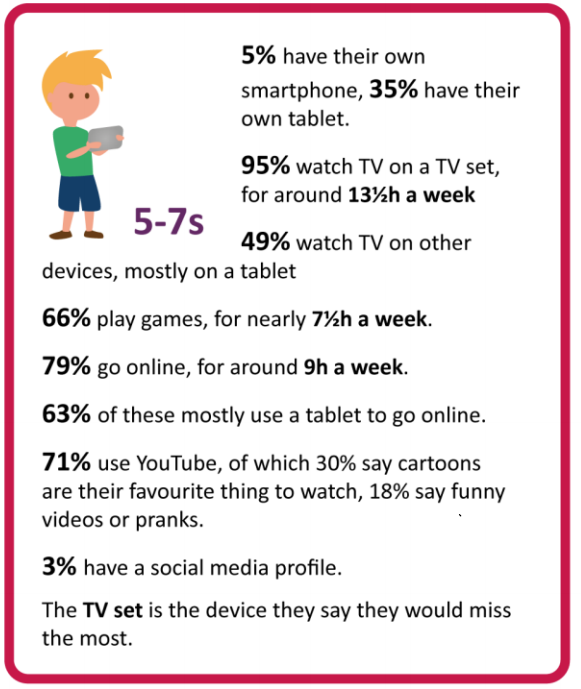 5% have their own
smartphone, 35% have their
own tablet.
95% watch TV on a TV set,
for around 13½h a week
5-7s
49% watch TV on other
devices, mostly on a tablet
66% play games, for nearly 7½h a week.
79% go online, for around 9h a week.
63% of these mostly use a tablet to go online.
71% use YouTube, of which 30% say cartoons
are their favourite thing to watch, 18% say funny
videos or pranks.
3% have a social media profile.
The TV set is the device they say they would miss
the most.